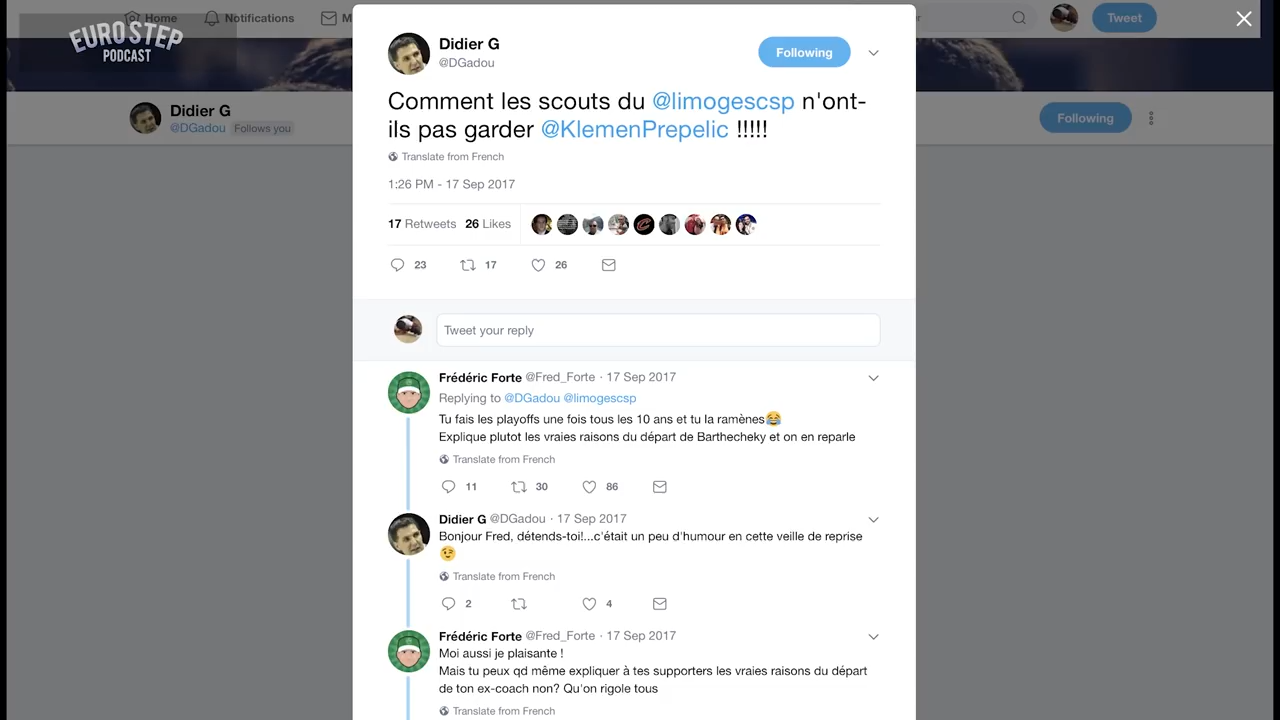 Home
Notifications
M
er
Tweet
EURO STEP
PODCAST
Didier G
@DGadou Follows you
Following
Didier G
@DGadou
Following
Comment les scouts du @limogescsp n'ont-
ils pas garder @KlemenPrepelic !!!!!
Translate from French
1:26 PM - 17 Sep 2017
17 Retweets 26 Likes
23 17 26
Tweet your reply
Frédéric Forte @Fred_Forte · 17 Sep 2017
Replying to @DGadou @limogescsp
Tu fais les playoffs une fois tous les 10 ans et tu la ramènes😂
Explique plutot les vraies raisons du départ de Barthecheky et on en reparle
Translate from French
11 30 86
Didier G @DGadou · 17 Sep 2017
Bonjour Fred, détends-toi!...c'était un peu d'humour en cette veille de reprise
😉
Translate from French
2 4
Frédéric Forte @Fred_Forte · 17 Sep 2017
Moi aussi je plaisante !
Mais tu peux qd même expliquer à tes supporters les vraies raisons du départ
de ton ex-coach non? Qu'on rigole tous
Translate from French